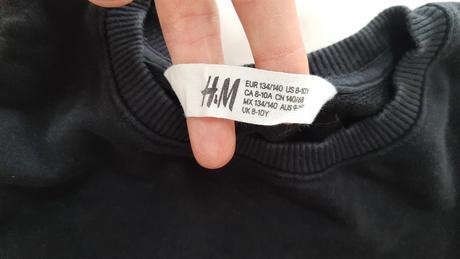 H&M
EUR 134/140 US 8-10Y
CA 8-10A CN 140/68
MX 134/140 AUS
UK 8-10Y